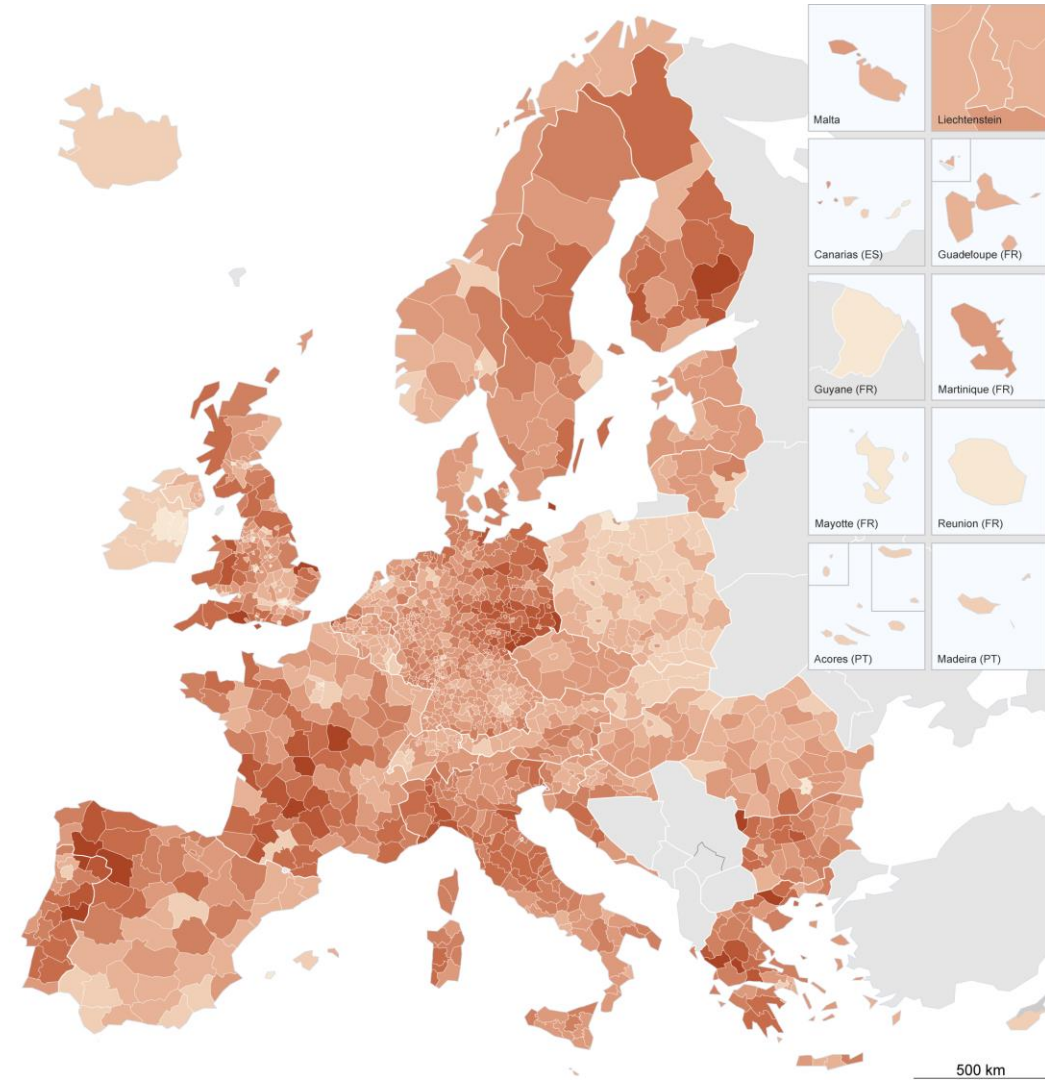 Malta
Liechtenstein
Canarias (ES)
Guadeloupe (FR)
Guyane (FR)
Martinique (FR)
Mayotte (FR)
Reunion (FR)
Acores (PT)
Madeira (PT)
500 km